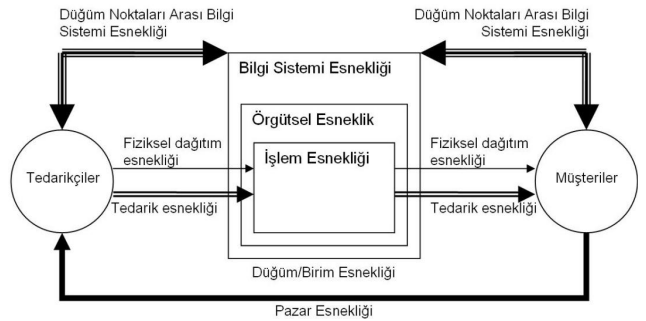 Düğüm Noktaları Arası Bilgi
Sistemi Esnekliği
Düğüm Noktaları Arası Bilgi
Sistemi Esnekliği
Bilgi Sistemi Esnekliği
Örgütsel Esneklik
İşlem Esnekliği
Tedarikçiler
Fiziksel dağıtım
esnekliği
Tedarik esnekliği
Fiziksel dağıtım
esnekliği
Tedarik esnekliği
Müşteriler
Düğüm/Birim Esnekliği
Pazar Esnekliği